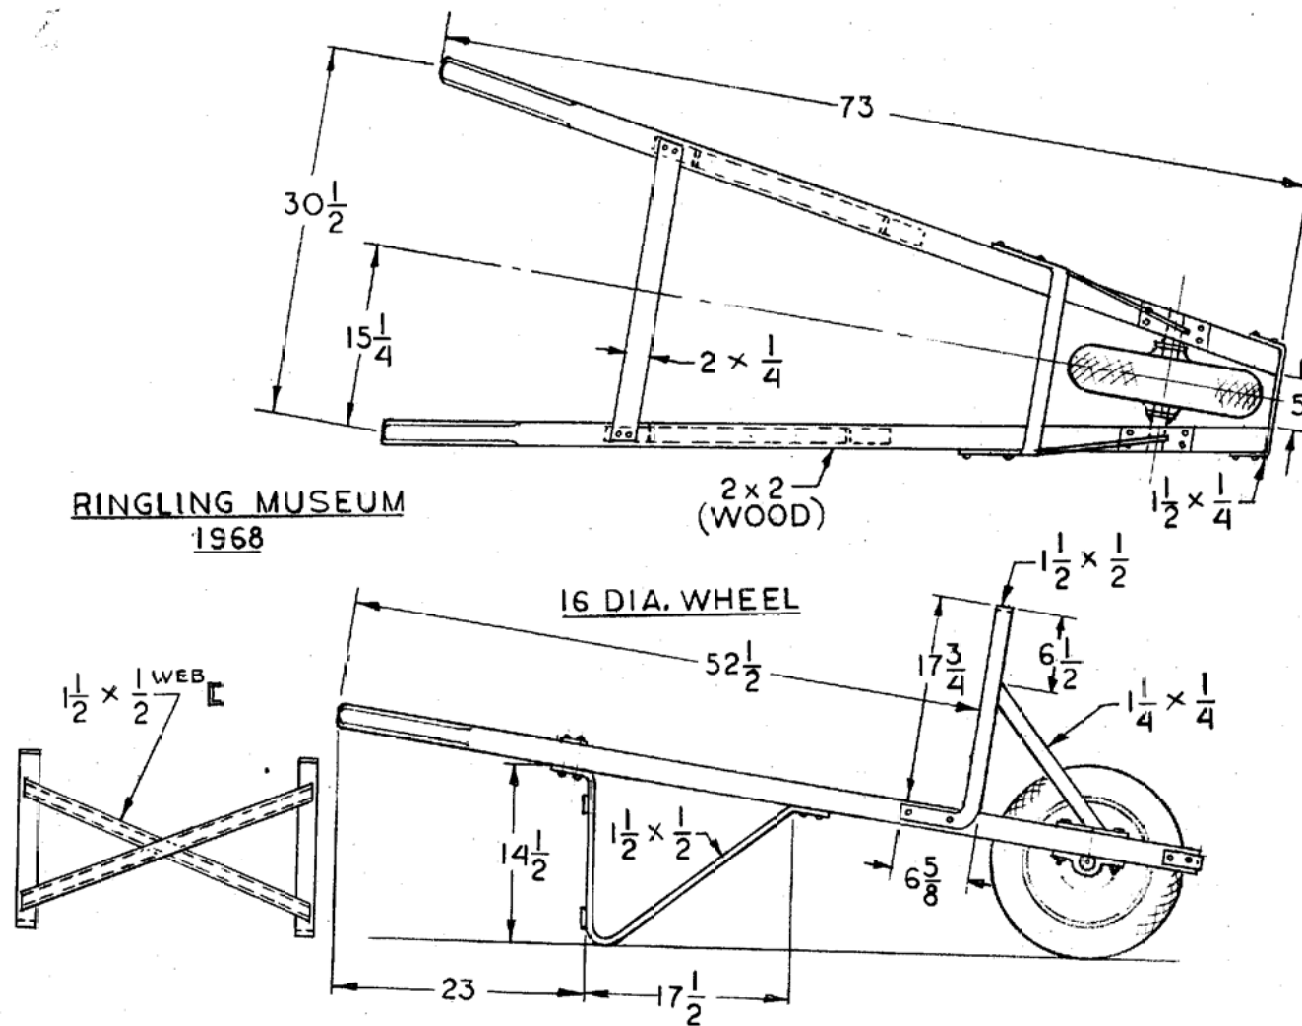 73
30 1/2
15 1/4
2 × 1/4
5
2 x 2
(WOOD)
1 1/2 × 1/4
RINGLING MUSEUM
1968
16 DIA. WHEEL
1 1/2 × 1/2
52 1/2
17 3/4
6 1/2
1 1/4 × 1/4
1 1/2 × 1/2 WEB
14 1/2
1 1/2 × 1/2
6 5/8
23
17 1/2